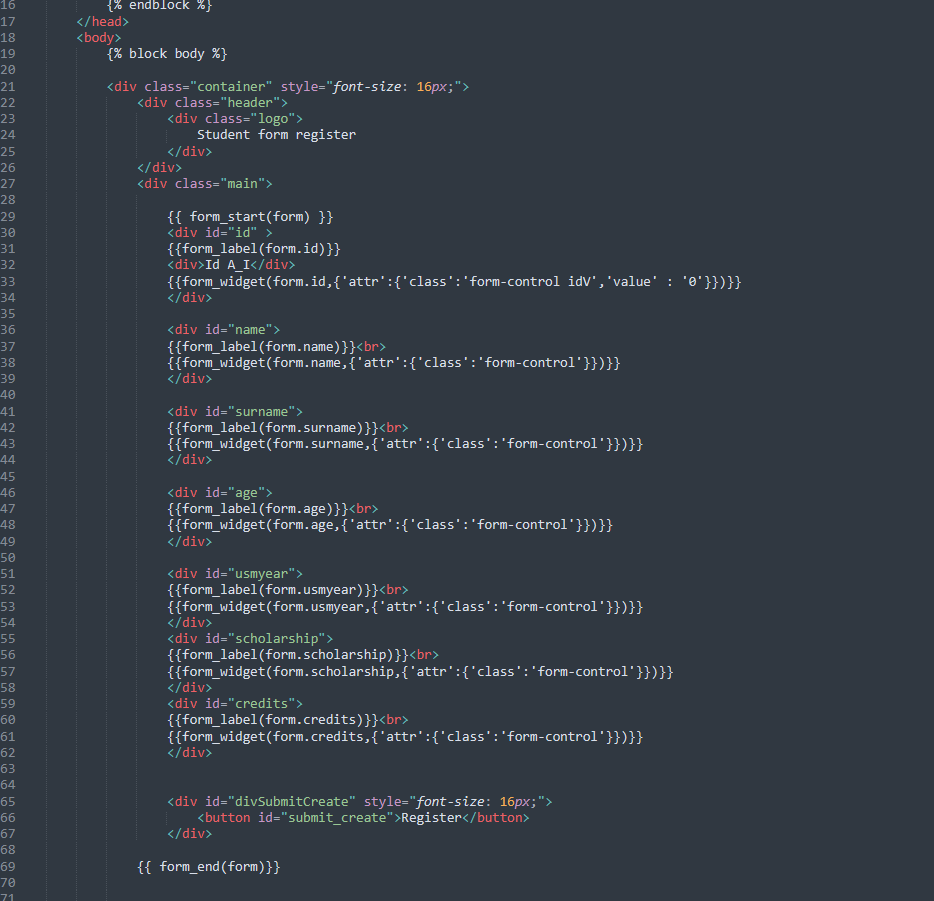 16 {% endblock %}
17 </head>
18 <body>
19 {% block body %}
20
21 <div class="container" style="font-size: 16px;">
22 <div class="header">
23 <div class="logo">
24 Student form register
25 </div>
26 </div>
27 <div class="main">
28
29 {{ form_start(form) }}
30 <div id="id" >
31 {{form_label(form.id)}}
32 <div>Id A_I</div>
33 {{form_widget(form.id,{'attr':{'class':'form-control idV','value' : '0'}})}}
34 </div>
35
36 <div id="name">
37 {{form_label(form.name)}}<br>
38 {{form_widget(form.name,{'attr':{'class':'form-control'}})}}
39 </div>
40
41 <div id="surname">
42 {{form_label(form.surname)}}<br>
43 {{form_widget(form.surname,{'attr':{'class':'form-control'}})}}
44 </div>
45
46 <div id="age">
47 {{form_label(form.age)}}<br>
48 {{form_widget(form.age,{'attr':{'class':'form-control'}})}}
49 </div>
50
51 <div id="usmyear">
52 {{form_label(form.usmyear)}}<br>
53 {{form_widget(form.usmyear,{'attr':{'class':'form-control'}})}}
54 </div>
55 <div id="scholarship">
56 {{form_label(form.scholarship)}}<br>
57 {{form_widget(form.scholarship,{'attr':{'class':'form-control'}})}}
58 </div>
59 <div id="credits">
60 {{form_label(form.credits)}}<br>
61 {{form_widget(form.credits,{'attr':{'class':'form-control'}})}}
62 </div>
63
64
65 <div id="divSubmitCreate" style="font-size: 16px;">
66 <button id="submit_create">Register</button>
67 </div>
68
69 {{ form_end(form)}}
70
71